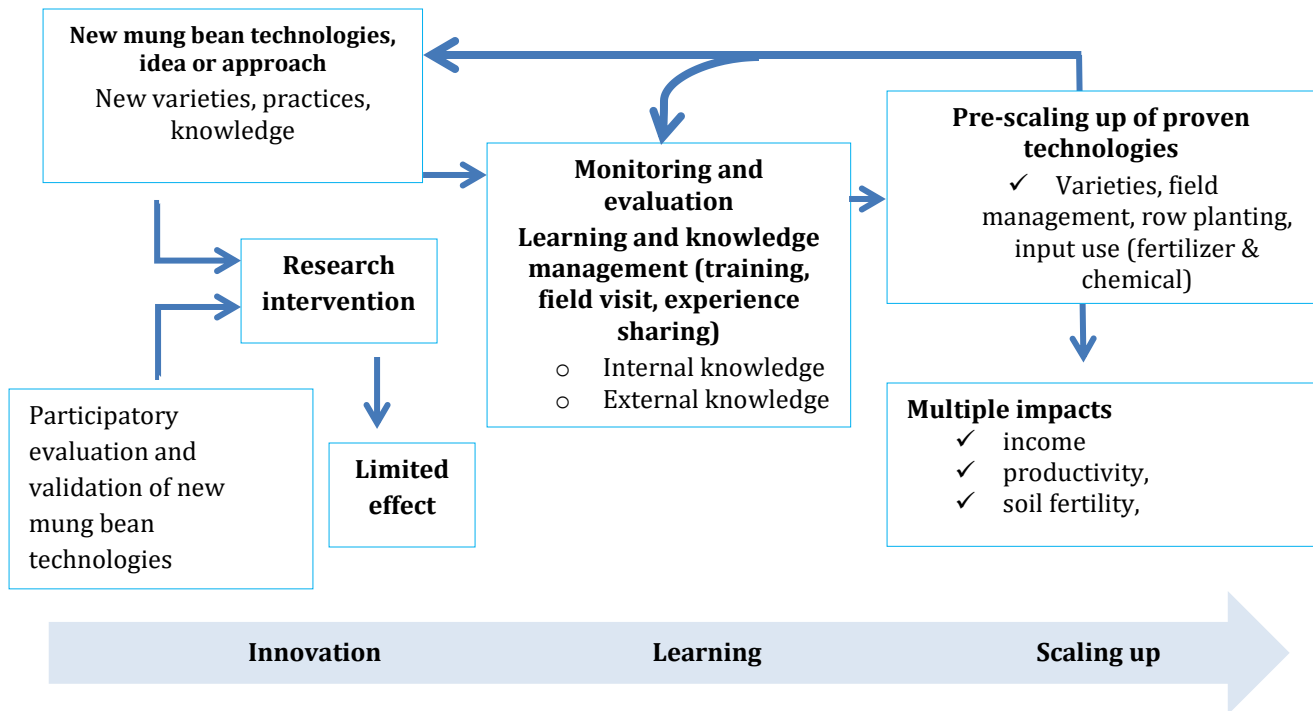 New mung bean technologies,
idea or approach
New varieties, practices,
knowledge
Research
intervention
Participatory
evaluation and
validation of new
mung bean
technologies
Limited
effect
Monitoring and
evaluation
Learning and knowledge
management (training,
field visit, experience
sharing)
o Internal knowledge
o External knowledge
Pre-scaling up of proven
technologies
✓ Varieties, field
management, row planting,
input use (fertilizer &
chemical)
Multiple impacts
✓ income
✓ productivity,
✓ soil fertility,
Innovation Learning Scaling up